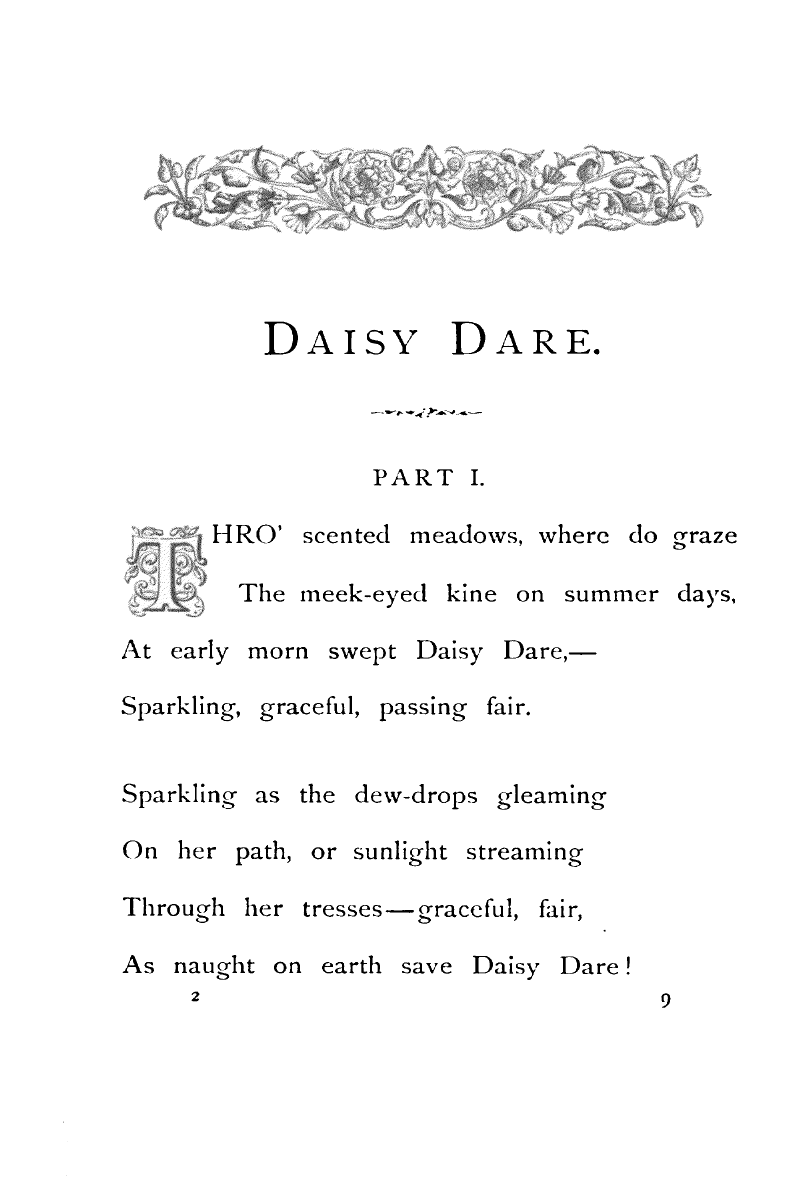 DAISY DARE.
PART I.
THRO' scented meadows, where do graze
The meek-eyed kine on summer days,
At early morn swept Daisy Dare,—
Sparkling, graceful, passing fair.
Sparkling as the dew-drops gleaming
On her path, or sunlight streaming
Through her tresses—graceful, fair,
As naught on earth save Daisy Dare!
2 9